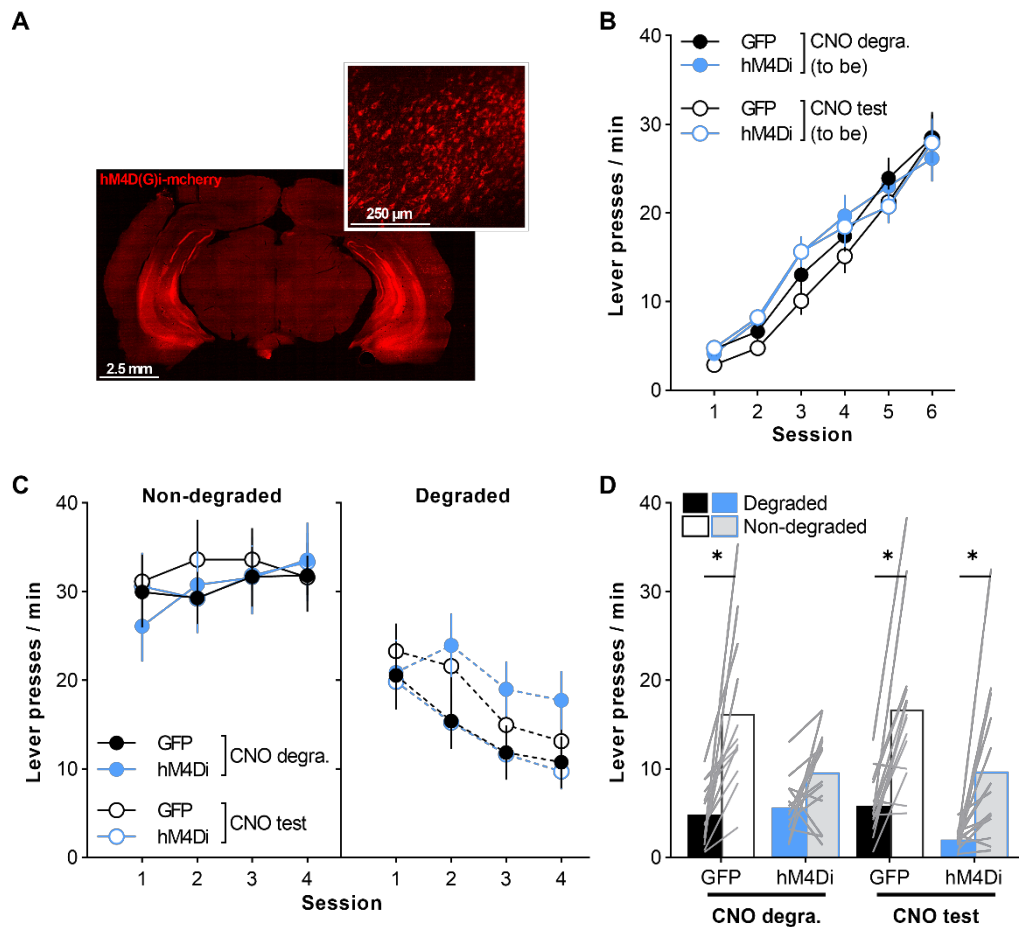 A
hM4D(G)i-mcherry
250 µm
2.5 mm
B
GFP
hM4Di
CNO degra.
(to be)
GFP
hM4Di
CNO test
(to be)
Lever presses / min
40
30
20
10
0
1 2 3 4 5 6
Session
C
Non-degraded
Degraded
Lever presses / min
40
30
20
10
0
GFP
hM4Di
CNO degra.
GFP
hM4Di
CNO test
1 2 3 4 1 2 3 4
Session
D
Degraded
Non-degraded
40
30
20
10
0
* * *
GFP hM4Di GFP hM4Di
CNO degra. CNO test